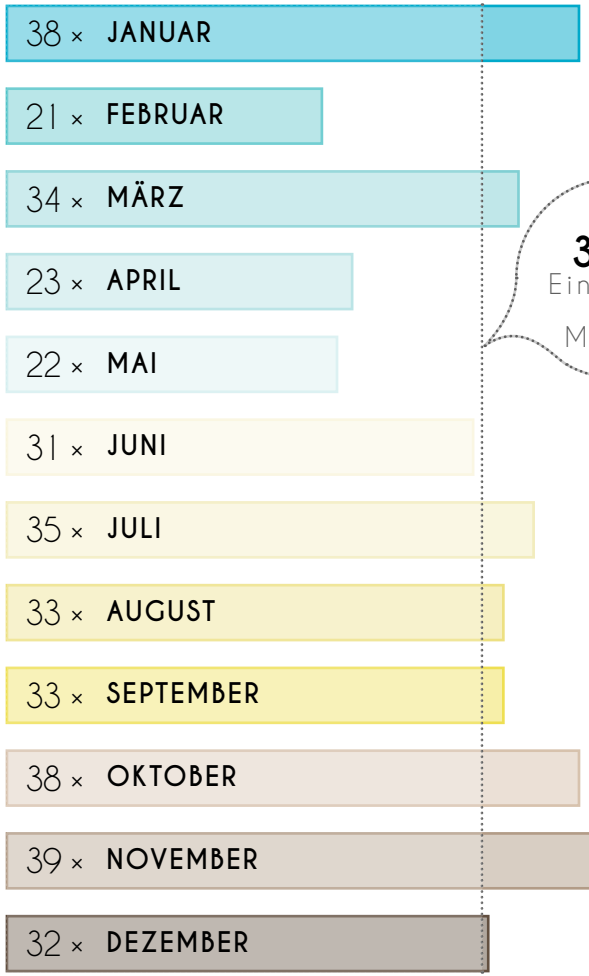 38 × JANUAR
21 × FEBRUAR
34 × MÄRZ
23 × APRIL
22 × MAI
31 × JUNI
35 × JULI
33 × AUGUST
33 × SEPTEMBER
38 × OKTOBER
39 × NOVEMBER
32 × DEZEMBER